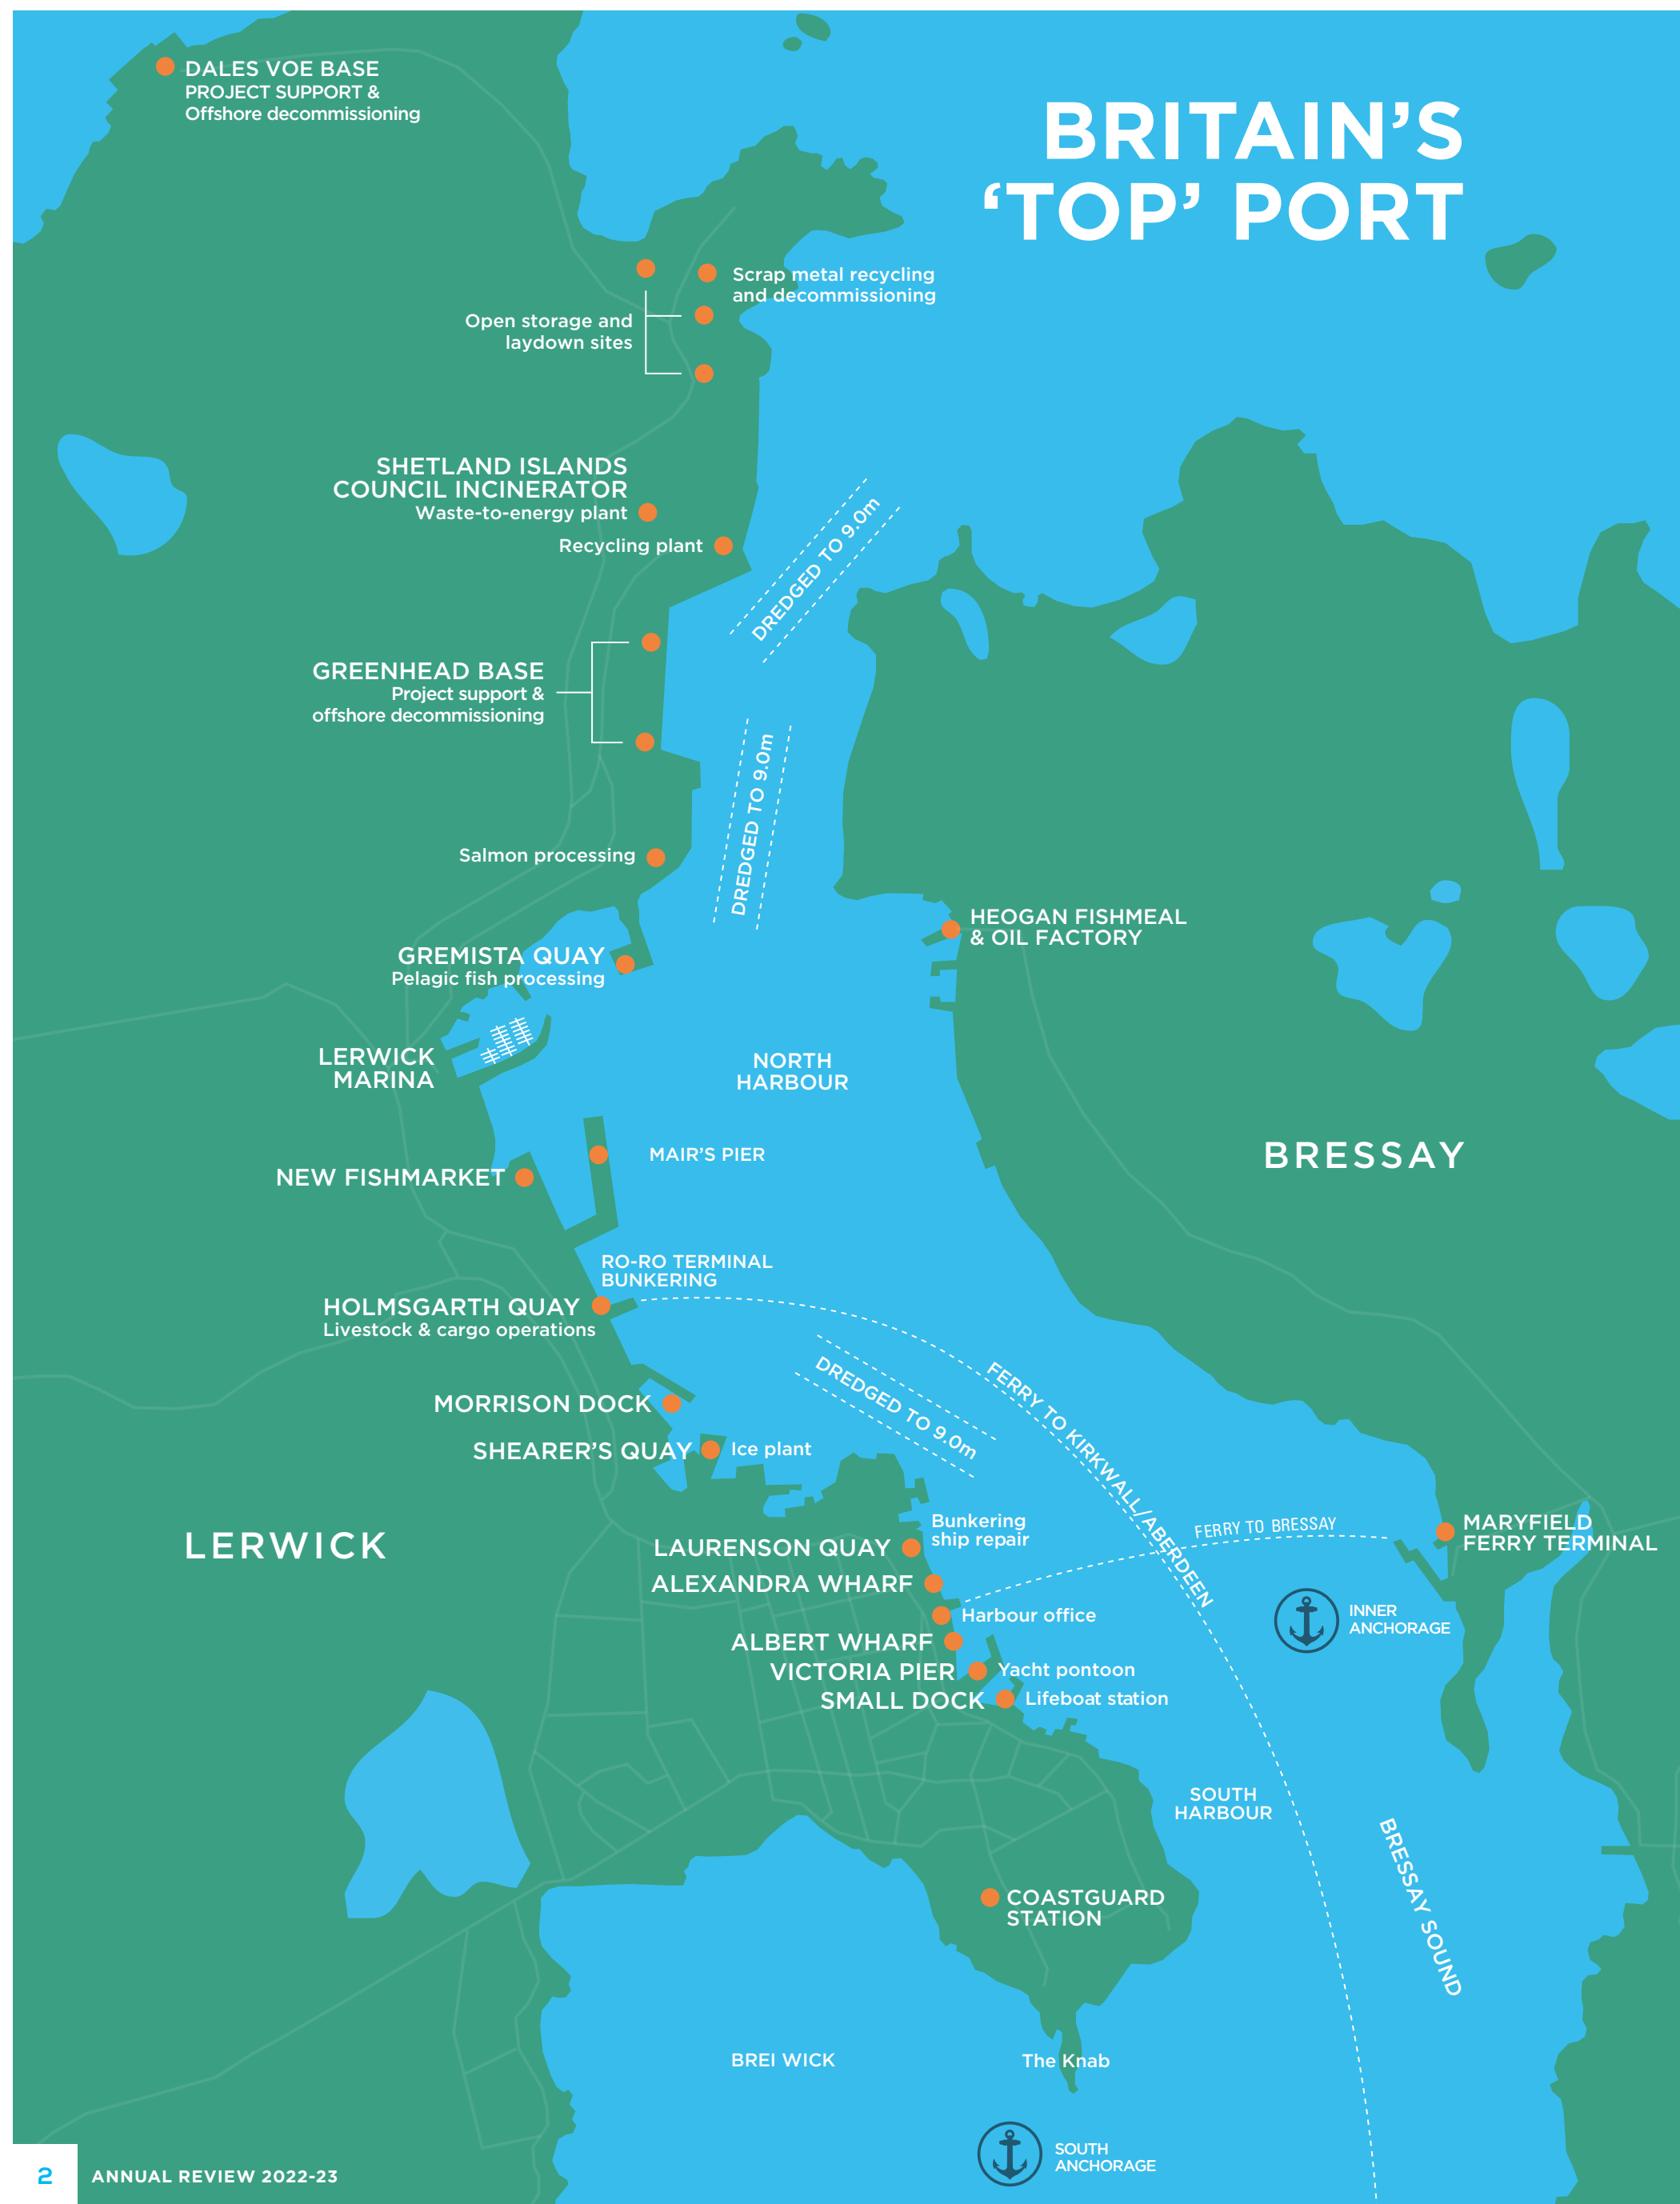 BRITAIN'S
'TOP' PORT
DALES VOE BASE
PROJECT SUPPORT &
Offshore decommissioning
Scrap metal recycling
and decommissioning
Open storage and
laydown sites
SHETLAND ISLANDS
COUNCIL INCINERATOR
Waste-to-energy plant
Recycling plant
DREDGED TO 9.0m
GREENHEAD BASE
Project support &
offshore decommissioning
DREDGED TO 9.0m
Salmon processing
HEOGAN FISHMEAL
& OIL FACTORY
GREMISTA QUAY
Pelagic fish processing
LERWICK
MARINA
NORTH
HARBOUR
MAIR'S PIER
BRESSAY
NEW FISHMARKET
RO-RO TERMINAL
BUNKERING
HOLMSGARTH QUAY
Livestock & cargo operations
DREDGED TO 9.0m
FERRY TO KIRKWALL/ABERDEEN
MORRISON DOCK
SHEARER'S QUAY
Ice plant
LERWICK
Bunkering
ship repair
LAURENSON QUAY
FERRY TO BRESSAY
MARYFIELD
FERRY TERMINAL
ALEXANDRA WHARF
Harbour office
INNER
ANCHORAGE
ALBERT WHARF
VICTORIA PIER
Yacht pontoon
SMALL DOCK
Lifeboat station
SOUTH
HARBOUR
BRESSAY SOUND
COASTGUARD
STATION
BREI WICK
The Knab
SOUTH
ANCHORAGE
2
ANNUAL REVIEW 2022-23